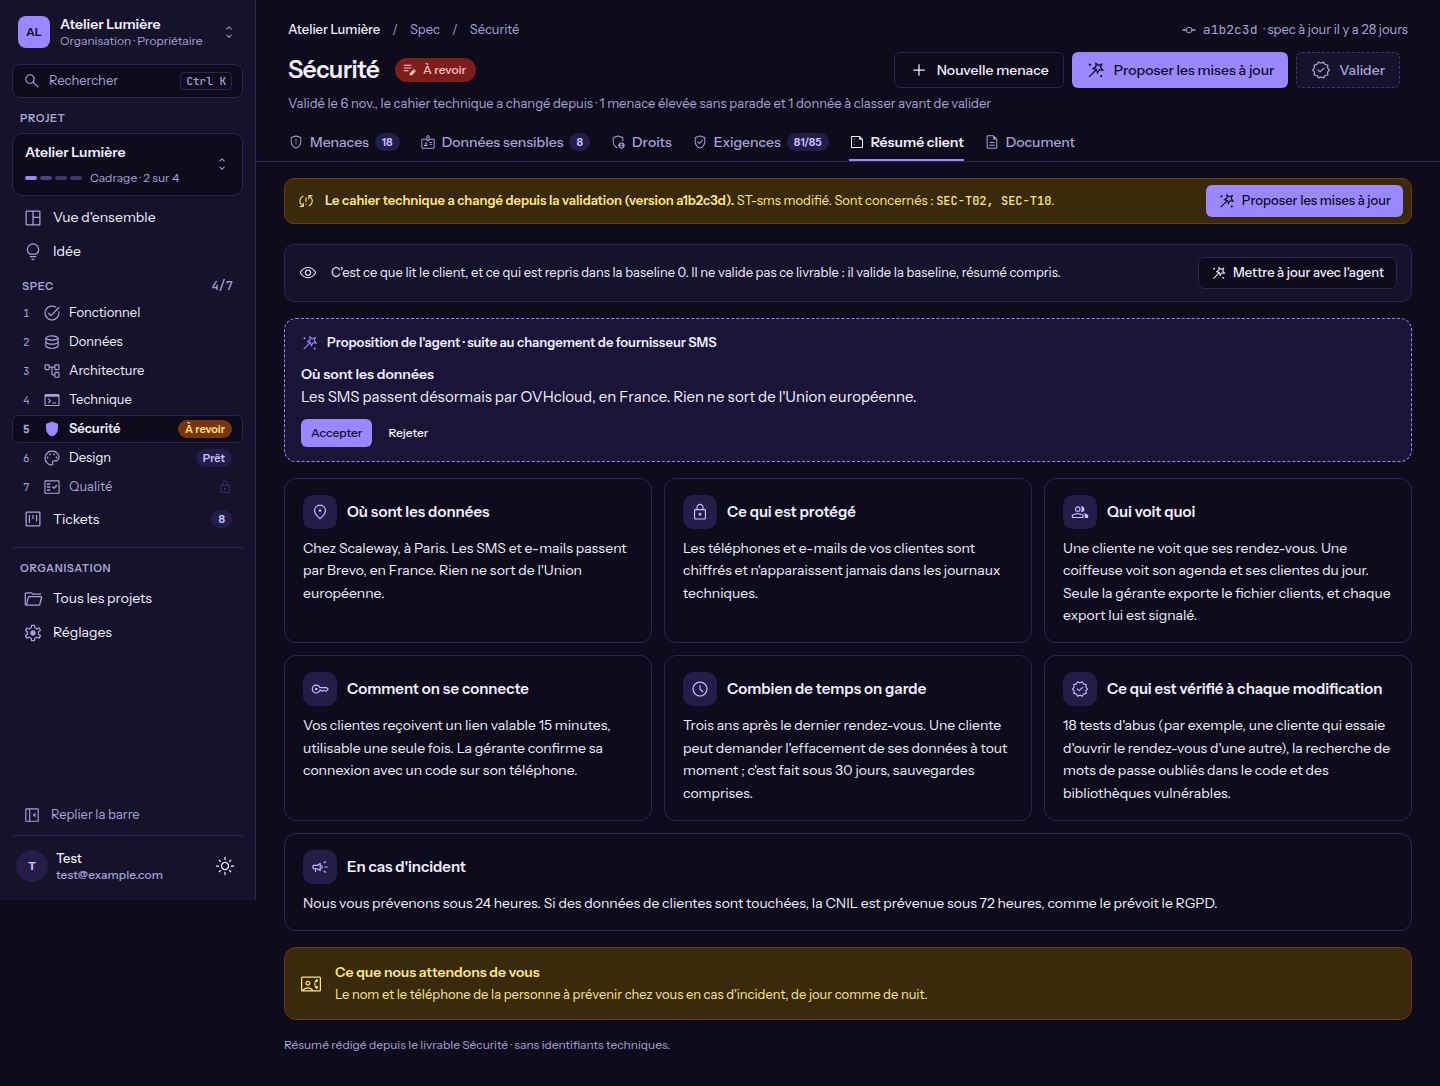 AL
Atelier Lumière
Organisation · Propriétaire
Rechercher
Ctrl K
PROJET
Atelier Lumière
Cadrage · 2 sur 4
Vue d'ensemble
Idée
SPEC 4/7
1 Fonctionnel
2 Données
3 Architecture
4 Technique
5 Sécurité À revoir
6 Design Prêt
7 Qualité
Tickets 8
ORGANISATION
Tous les projets
Réglages
Replier la barre
T
Test
test@example.com
Atelier Lumière / Spec / Sécurité
a1b2c3d · spec à jour il y a 28 jours
Sécurité
À revoir
Nouvelle menace
Proposer les mises à jour
Valider
Validé le 6 nov., le cahier technique a changé depuis · 1 menace élevée sans parade et 1 donnée à classer avant de valider
Menaces 18
Données sensibles 8
Droits
Exigences 81/85
Résumé client
Document
Le cahier technique a changé depuis la validation (version a1b2c3d). ST-sms modifié. Sont concernés : SEC-T02, SEC-T10.
Proposer les mises à jour
C'est ce que lit le client, et ce qui est repris dans la baseline 0. Il ne valide pas ce livrable : il valide la baseline, résumé compris.
Mettre à jour avec l'agent
Proposition de l'agent · suite au changement de fournisseur SMS
Où sont les données
Les SMS passent désormais par OVHcloud, en France. Rien ne sort de l'Union européenne.
Accepter
Rejeter
Où sont les données
Chez Scaleway, à Paris. Les SMS et e-mails passent
par Brevo, en France. Rien ne sort de l'Union
européenne.
Ce qui est protégé
Les téléphones et e-mails de vos clientes sont
chiffrés et n'apparaissent jamais dans les journaux
techniques.
Qui voit quoi
Une cliente ne voit que ses rendez-vous. Une
coiffeuse voit son agenda et ses clientes du jour.
Seule la gérante exporte le fichier clients, et chaque
export lui est signalé.
Comment on se connecte
Vos clientes reçoivent un lien valable 15 minutes,
utilisable une seule fois. La gérante confirme sa
connexion avec un code sur son téléphone.
Combien de temps on garde
Trois ans après le dernier rendez-vous. Une cliente
peut demander l'effacement de ses données à tout
moment ; c'est fait sous 30 jours, sauvegardes
comprises.
Ce qui est vérifié à chaque modification
18 tests d'abus (par exemple, une cliente qui essaie
d'ouvrir le rendez-vous d'une autre), la recherche de
mots de passe oubliés dans le code et des
bibliothèques vulnérables.
En cas d'incident
Nous vous prévenons sous 24 heures. Si des données de clientes sont touchées, la CNIL est prévenue sous 72 heures, comme le prévoit le RGPD.
Ce que nous attendons de vous
Le nom et le téléphone de la personne à prévenir chez vous en cas d'incident, de jour comme de nuit.
Résumé rédigé depuis le livrable Sécurité · sans identifiants techniques.